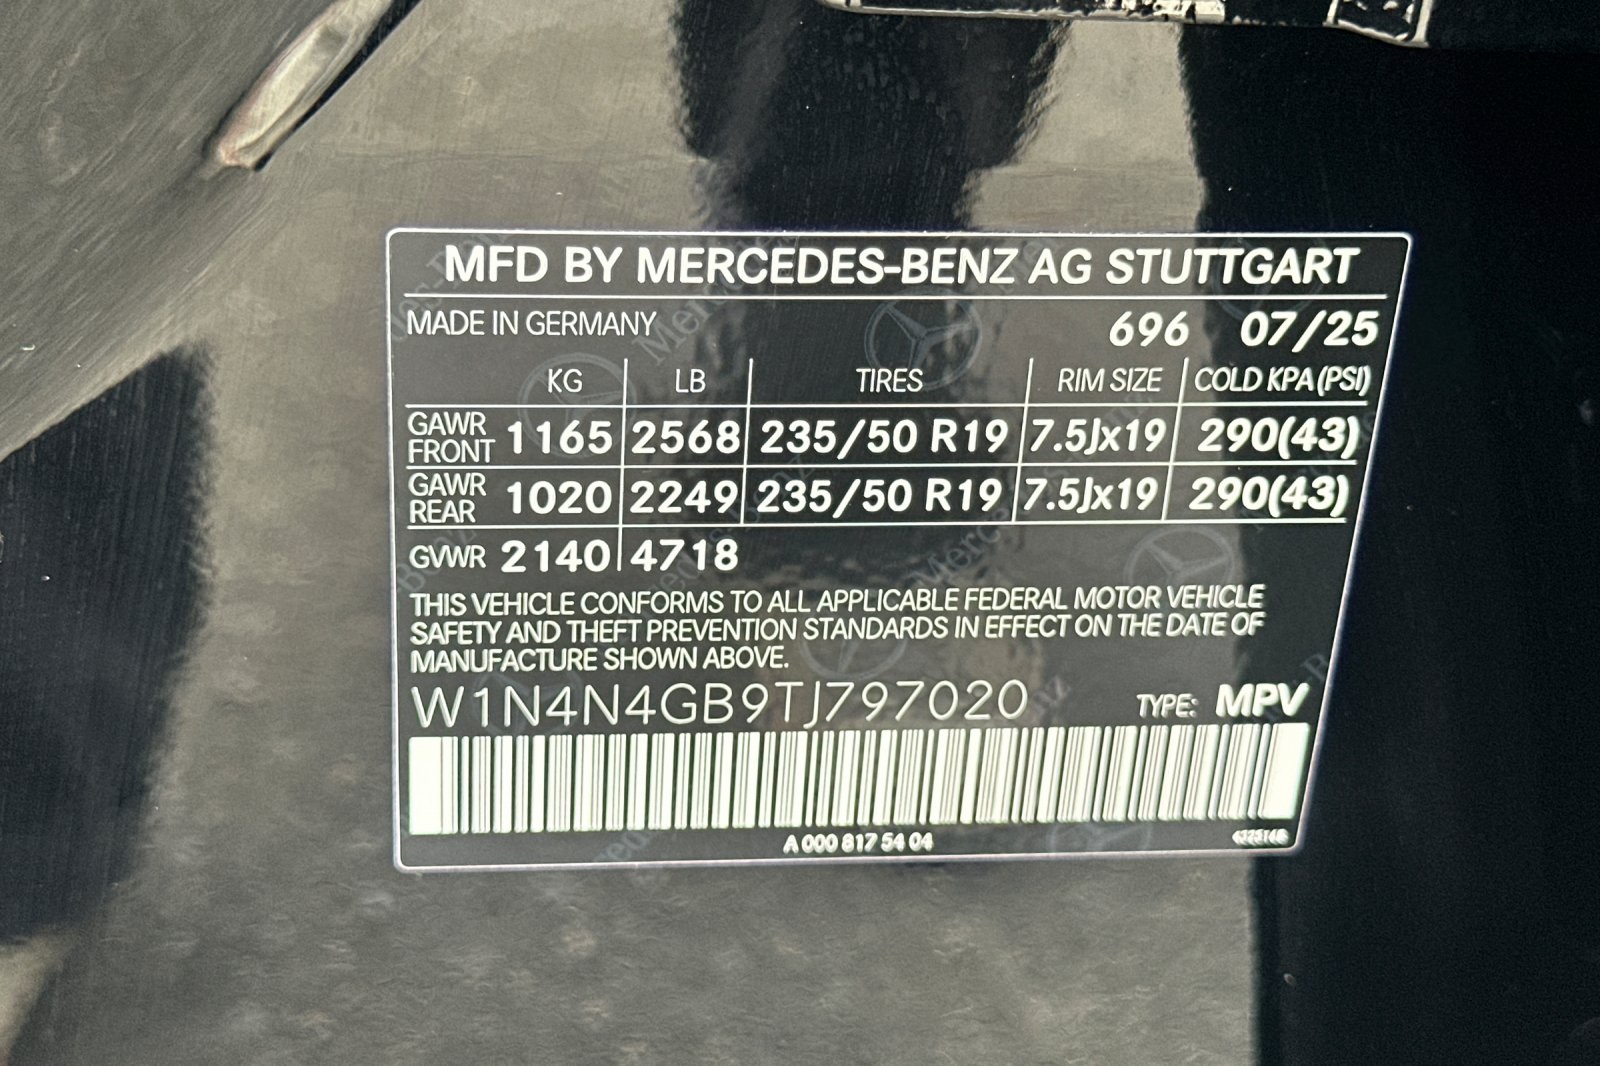 MFD BY MERCEDES-BENZ AG STUTTGART
MADE IN GERMANY 696 07/25
KG LB TIRES RIM SIZE COLD KPA (PSI)
GAWR FRONT 1165 2568 235/50 R19 7.5Jx19 290(43)
GAWR REAR 1020 2249 235/50 R19 7.5Jx19 290(43)
GVWR 2140 4718
THIS VEHICLE CONFORMS TO ALL APPLICABLE FEDERAL MOTOR VEHICLE
SAFETY AND THEFT PREVENTION STANDARDS IN EFFECT ON THE DATE OF
MANUFACTURE SHOWN ABOVE.
W1N4N4GB9TJ797020 TYPE: MPV
A 000 817 54 04